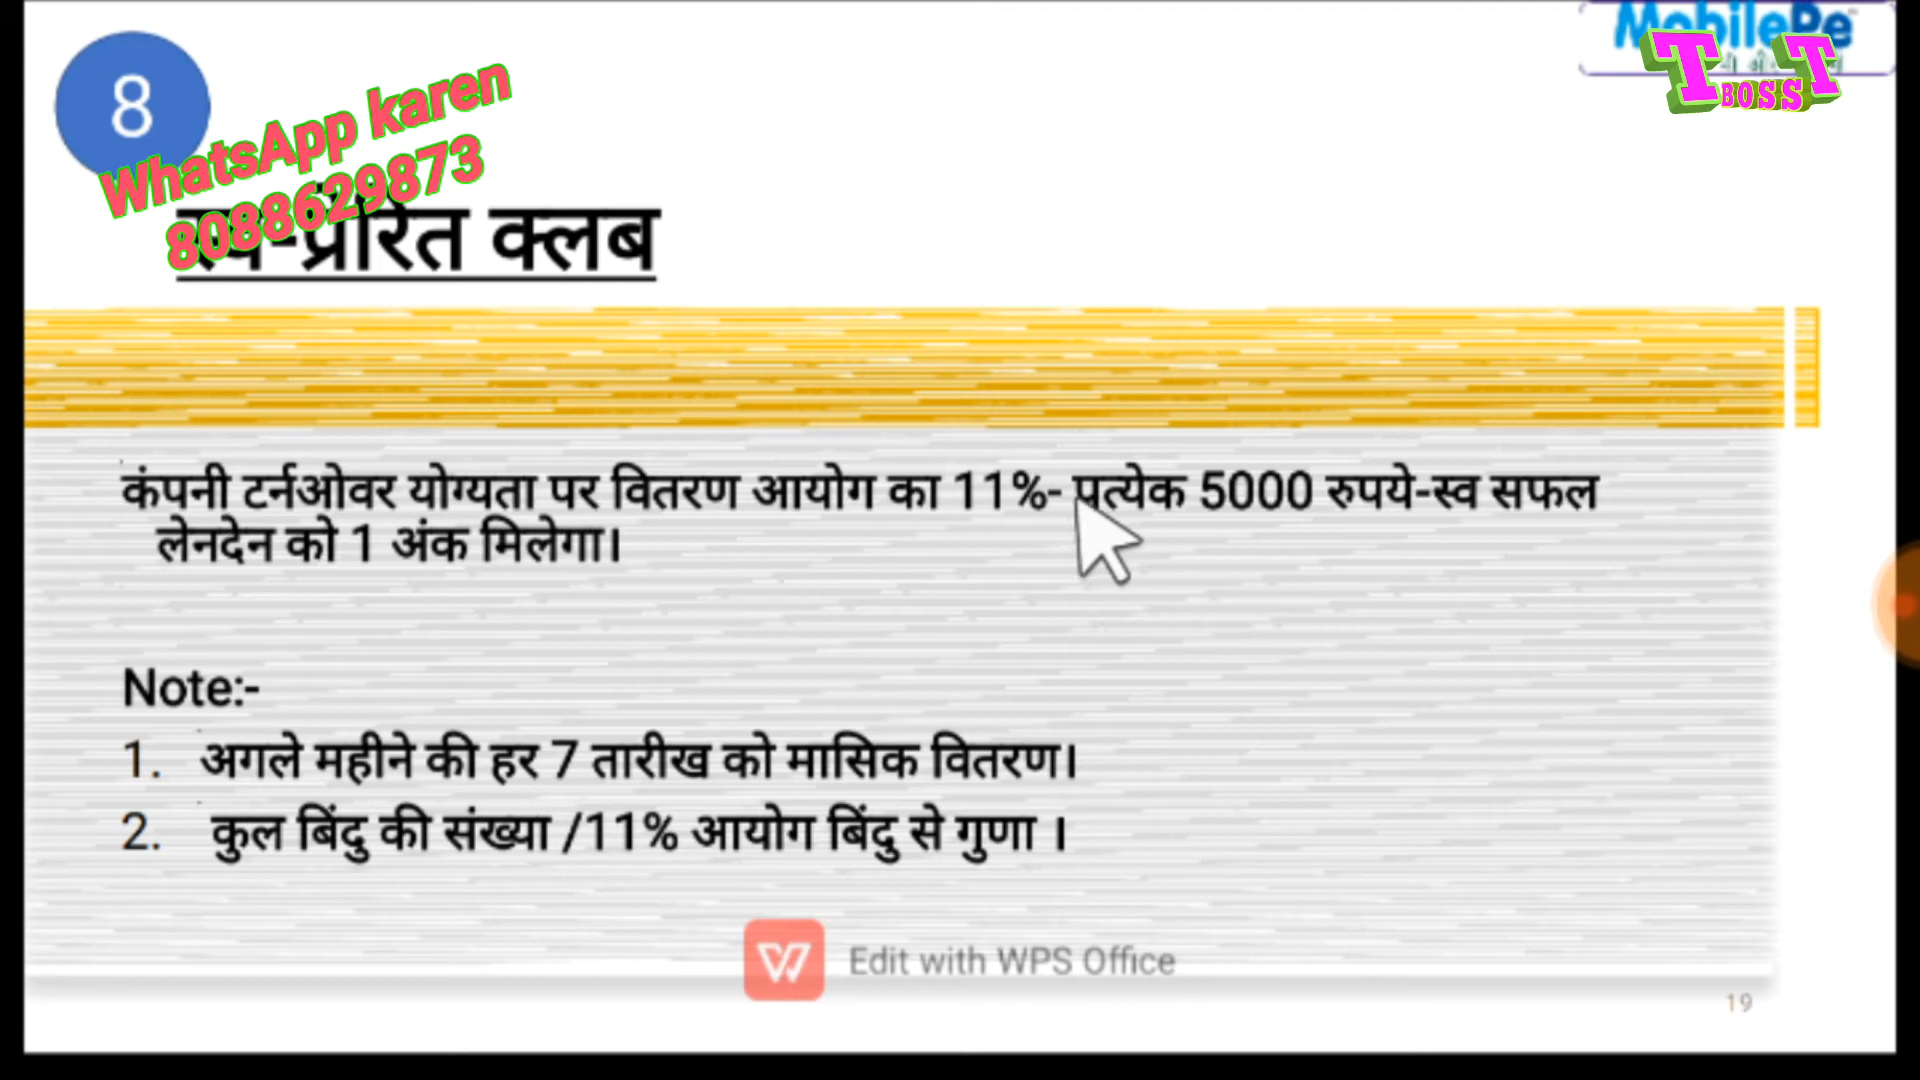 MobilePe
T BOSS T
8
WhatsApp karen
8088629873
स्व-प्रेरित क्लब
कंपनी टर्नओवर योग्यता पर वितरण आयोग का 11%- प्रत्येक 5000 रुपये-स्व सफल
लेनदेन को 1 अंक मिलेगा।
Note:-
1. अगले महीने की हर 7 तारीख को मासिक वितरण।
2. कुल बिंदु की संख्या /11% आयोग बिंदु से गुणा ।
Edit with WPS Office
19